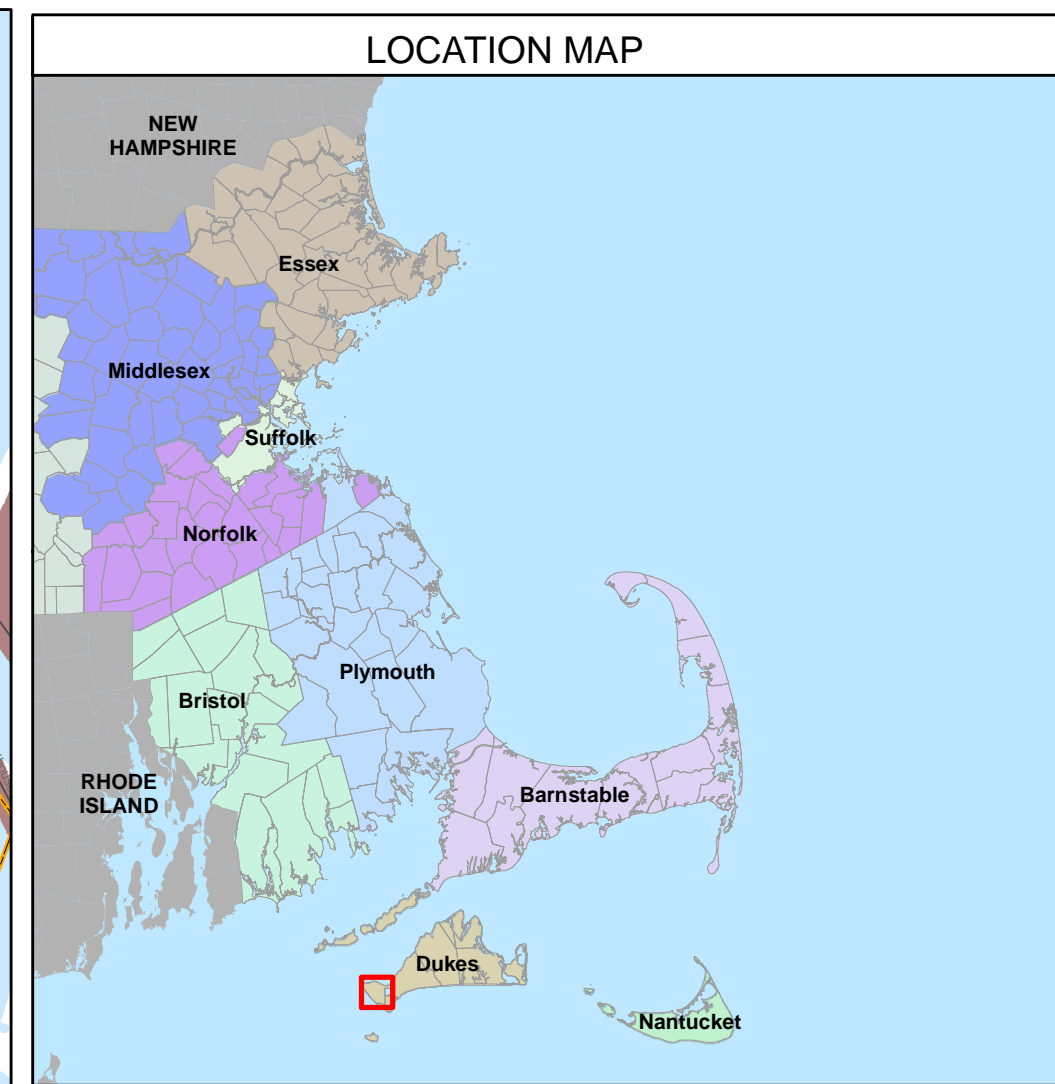 LOCATION MAP
NEW
HAMPSHIRE
Essex
Middlesex
Suffolk
Norfolk
Plymouth
Bristol
RHODE
ISLAND
Barnstable
Dukes
Nantucket